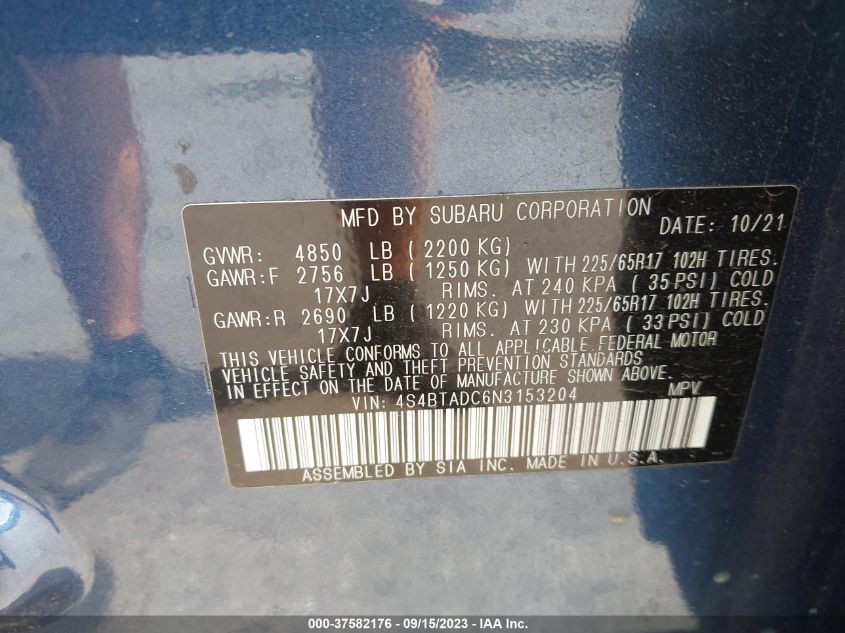 MFD BY SUBARU CORPORATION DATE: 10/21
GVWR: 4850 LB ( 2200 KG)
GAWR:F 2756 LB ( 1250 KG) WITH 225/65R17 102H TIRES.
17X7J RIMS. AT 240 KPA ( 35 PSI) COLD
GAWR:R 2690 LB ( 1220 KG) WITH 225/65R17 102H TIRES.
17X7J RIMS. AT 230 KPA ( 33 PSI) COLD
THIS VEHICLE CONFORMS TO ALL APPLICABLE FEDERAL MOTOR
VEHICLE SAFETY AND THEFT PREVENTION STANDARDS
IN EFFECT ON THE DATE OF MANUFACTURE SHOWN ABOVE.
VIN: 4S4BTADC6N3153204 MPV
ASSEMBLED BY SIA INC. MADE IN U.S.A.
000-37582176 - 09/15/2023 - IAA Inc.